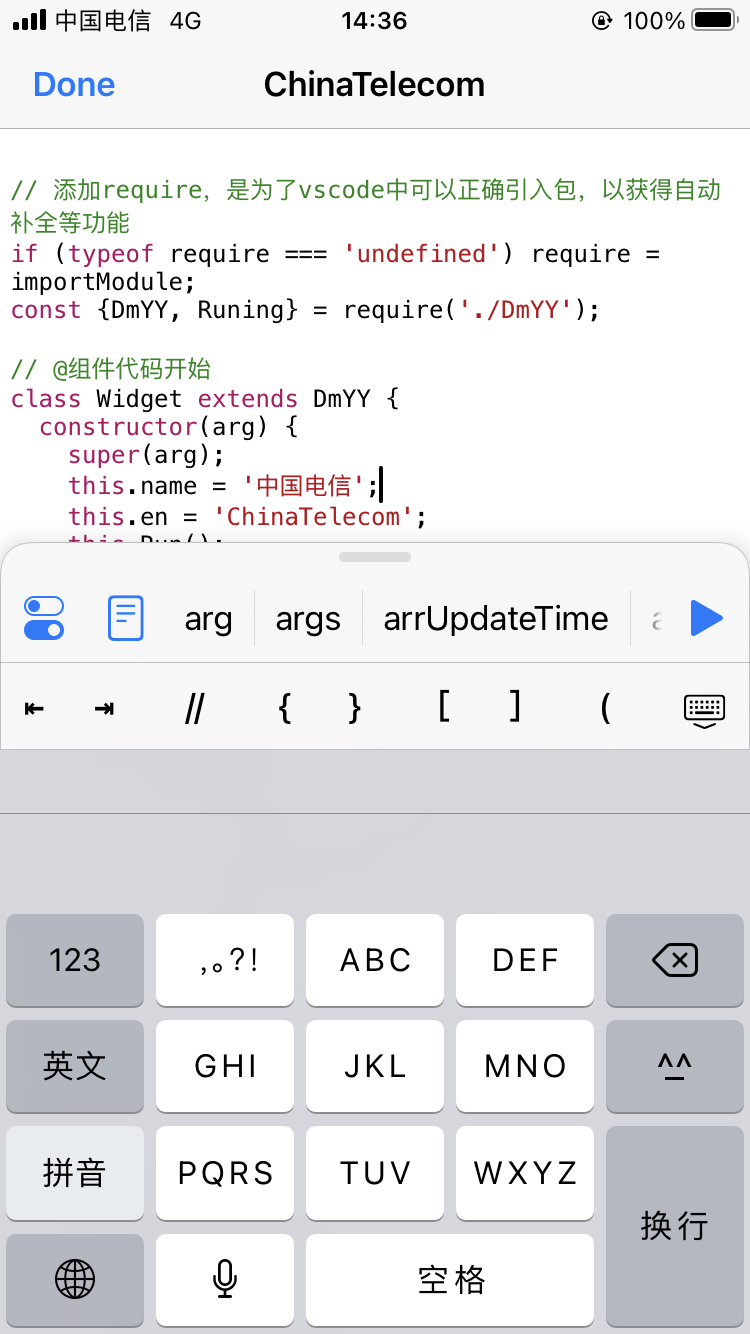 中国电信 4G 14:36 100%
Done ChinaTelecom
// 添加require，是为了vscode中可以正确引入包，以获得自动
补全等功能
if (typeof require === 'undefined') require =
importModule;
const {DmYY, Runing} = require('./DmYY');
// @组件代码开始
class Widget extends DmYY {
constructor(arg) {
super(arg);
this.name = '中国电信';
this.en = 'ChinaTelecom';
this.Run();
arg args arrUpdateTime
// { } [ ] (
123 ,。?! ABC DEF
英文 GHI JKL MNO ^^
拼音 PQRS TUV WXYZ
换行
空格